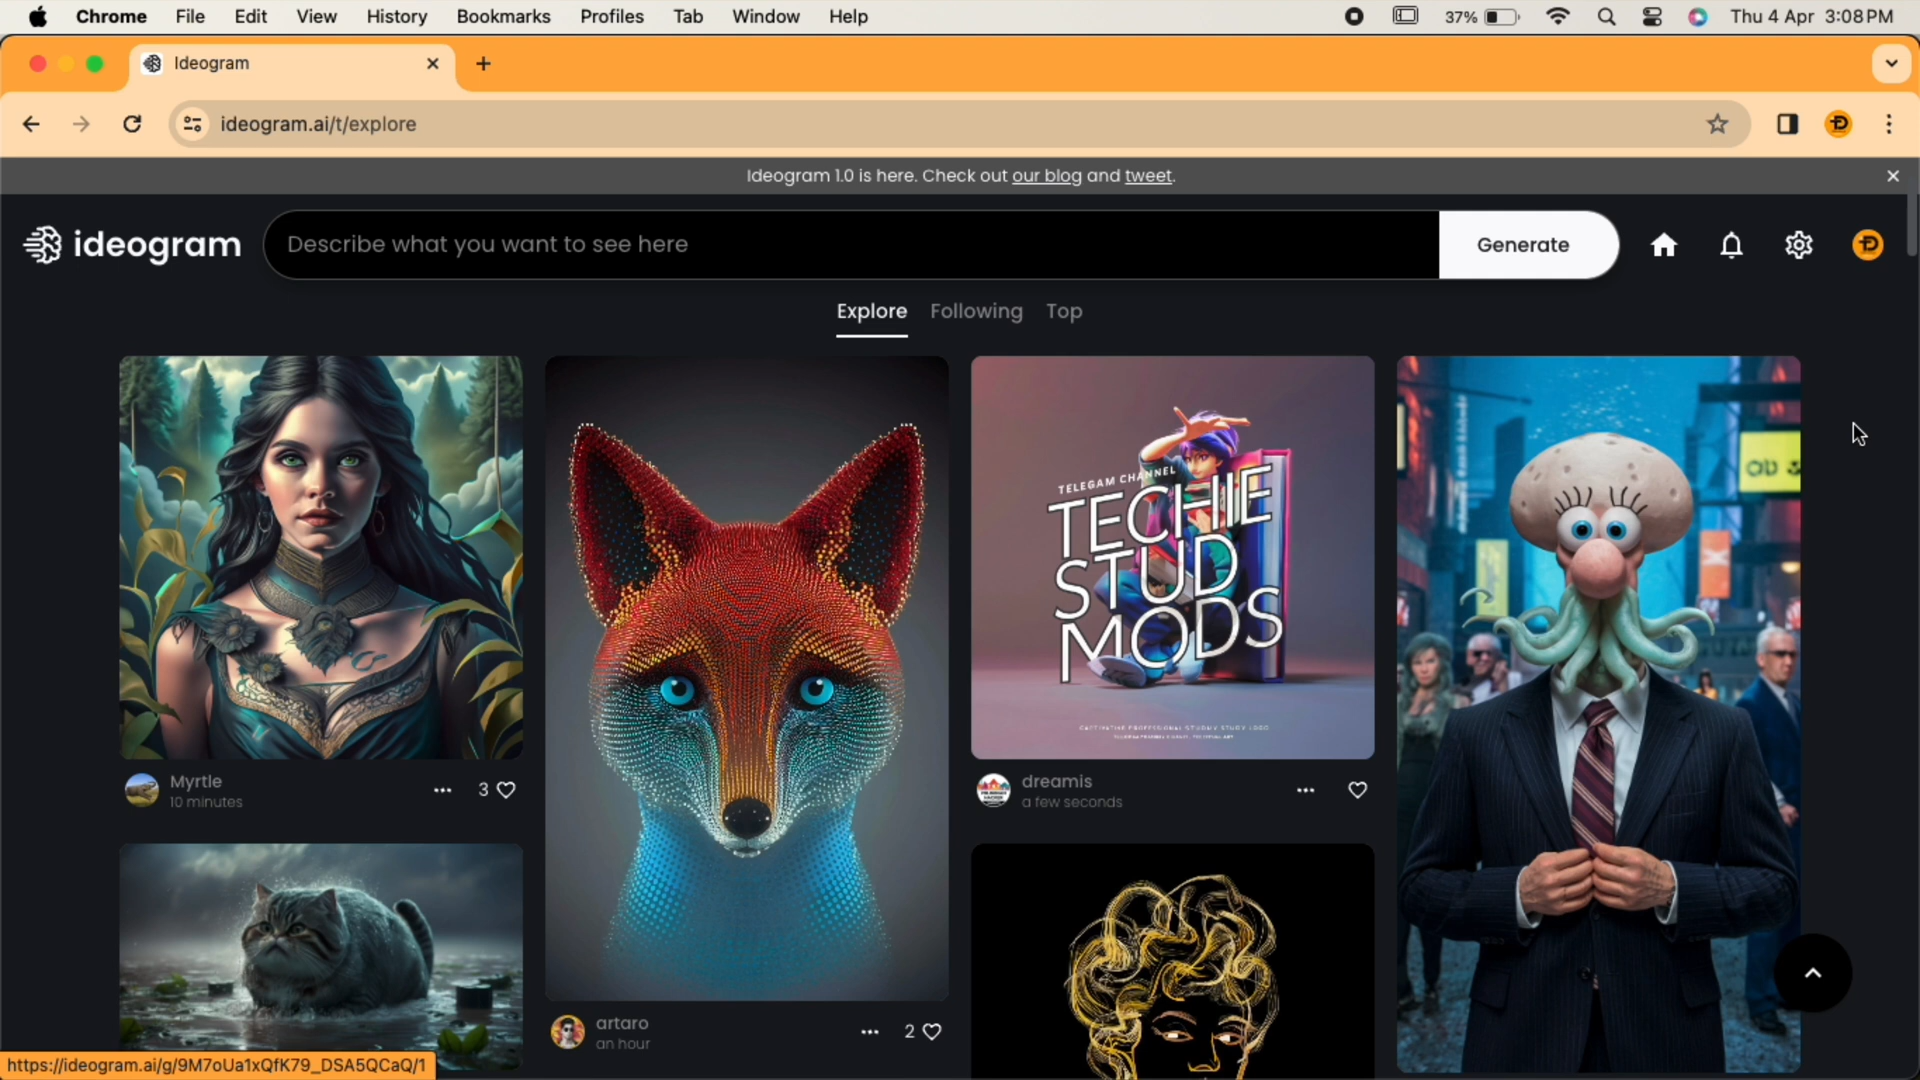 Chrome File Edit View History Bookmarks Profiles Tab Window Help 37% Thu 4 Apr 3:08 PM
Ideogram
ideogram.ai/t/explore
Ideogram 1.0 is here. Check out our blog and tweet.
ideogram Describe what you want to see here Generate
Explore Following Top
TELEGAM CHANNEL
TECHIE
STUD
MODS
Myrtle
10 minutes
3
dreamis
a few seconds
artaro
an hour
2
https://ideogram.ai/g/9M7oUa1xQfK79_DSA5QCaQ/1